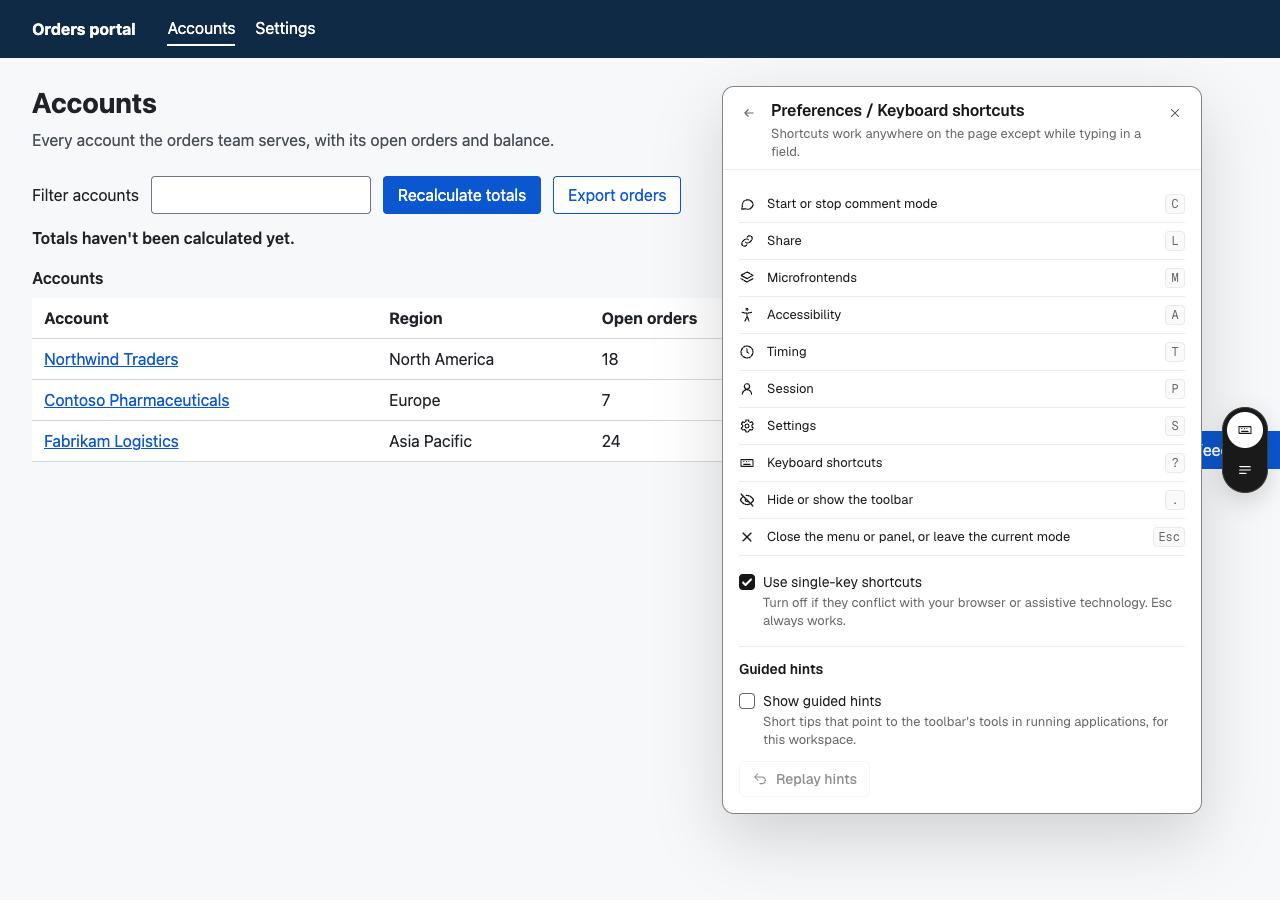 Orders portal Accounts Settings
Accounts
Every account the orders team serves, with its open orders and balance.
Filter accounts Recalculate totals Export orders
Totals haven't been calculated yet.
Accounts
Account Region Open orders
Northwind Traders North America 18
Contoso Pharmaceuticals Europe 7
Fabrikam Logistics Asia Pacific 24
Preferences / Keyboard shortcuts
Shortcuts work anywhere on the page except while typing in a
field.
Start or stop comment mode C
Share L
Microfrontends M
Accessibility A
Timing T
Session P
Settings S
Keyboard shortcuts ?
Hide or show the toolbar .
Close the menu or panel, or leave the current mode Esc
Use single-key shortcuts
Turn off if they conflict with your browser or assistive technology. Esc
always works.
Guided hints
Show guided hints
Short tips that point to the toolbar's tools in running applications, for
this workspace.
Replay hints